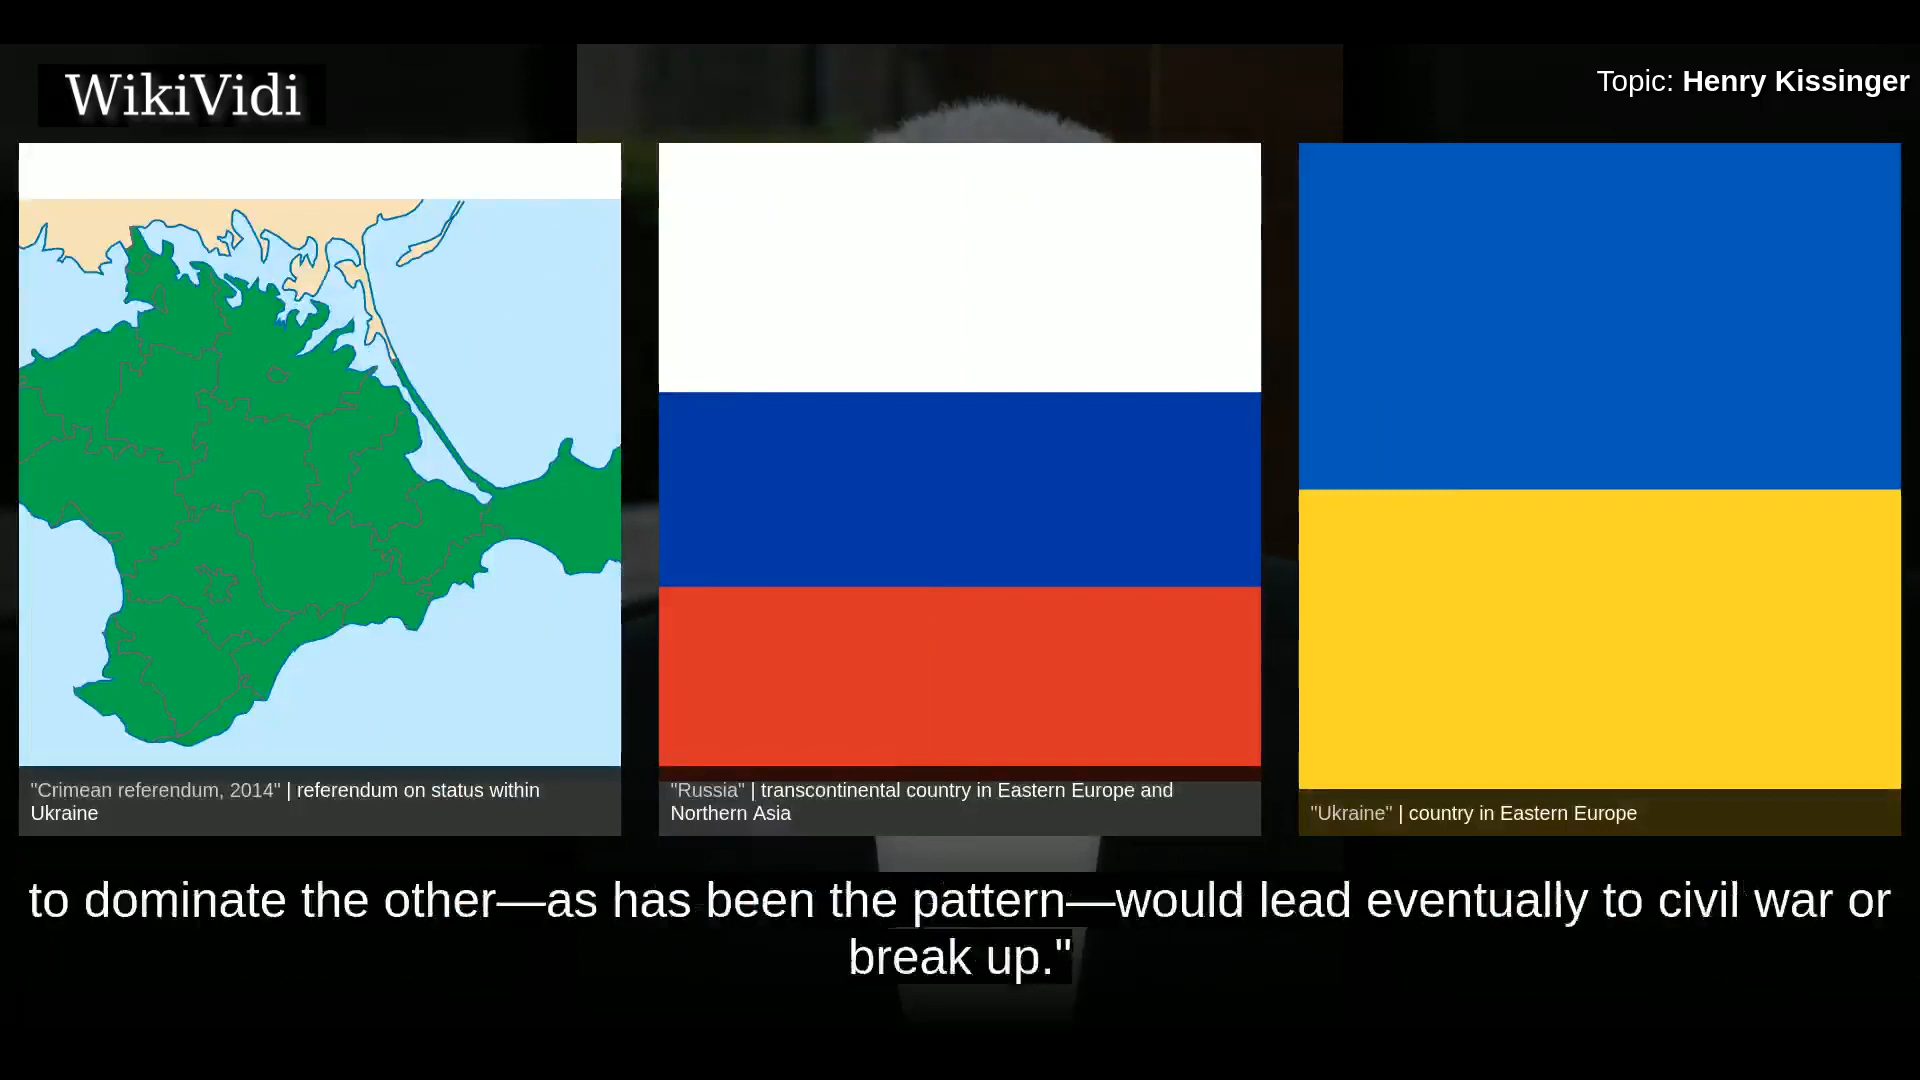 WikiVidi
Topic: Henry Kissinger
"Crimean referendum, 2014" | referendum on status within
Ukraine
"Russia" | transcontinental country in Eastern Europe and
Northern Asia
"Ukraine" | country in Eastern Europe
to dominate the other—as has been the pattern—would lead eventually to civil war or
break up."